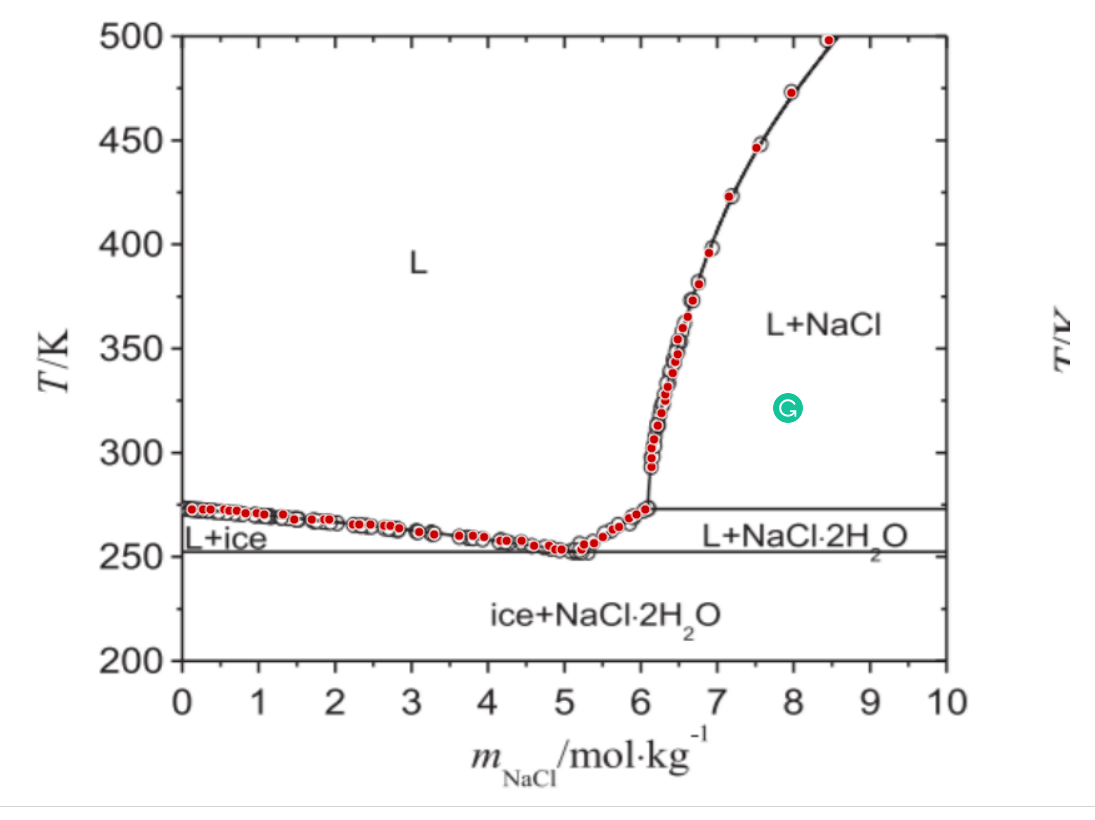 500
450
400
350
300
250
200
T/K
L
L+NaCl
L+ice
L+NaCl·2H₂O
ice+NaCl·2H₂O
0 1 2 3 4 5 6 7 8 9 10
m_NaCl/mol·kg⁻¹
T/K
G